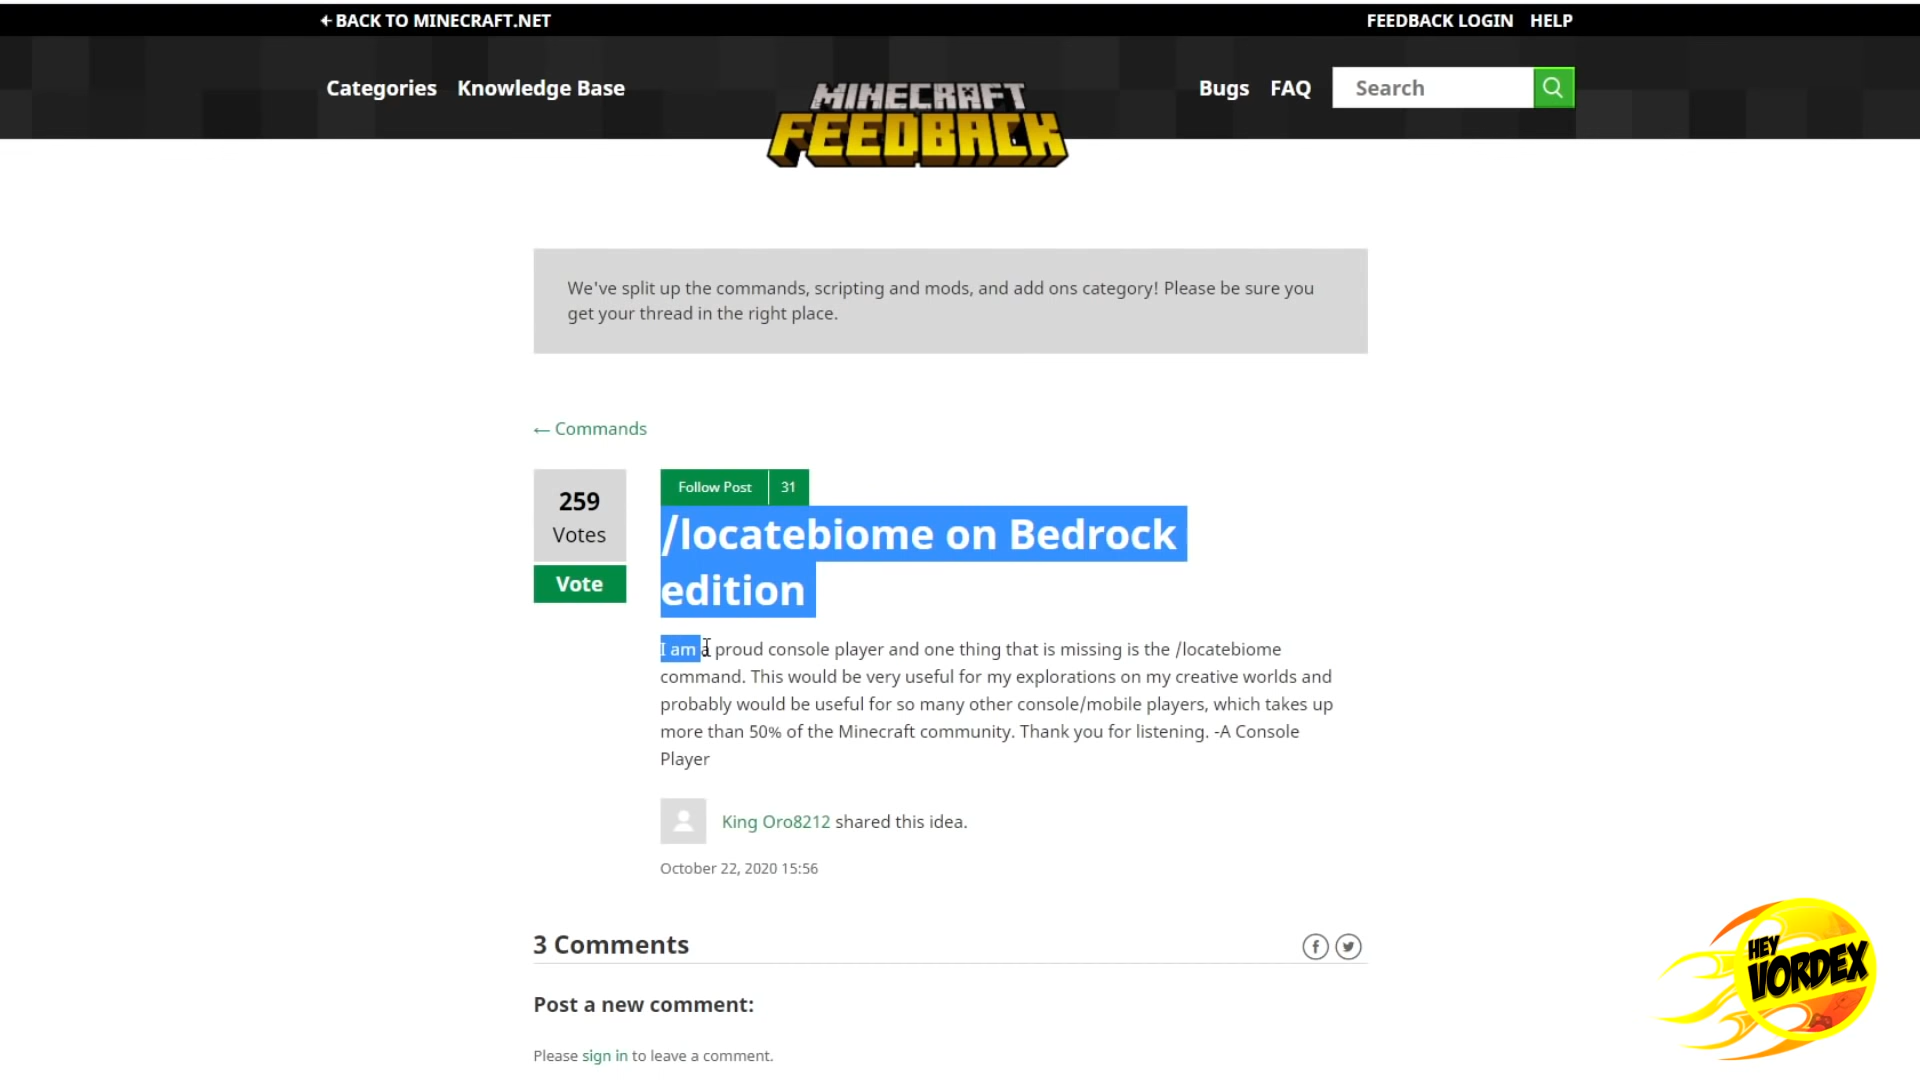 BACK TO MINECRAFT.NET
FEEDBACK LOGIN HELP
Categories Knowledge Base
MINECRAFT
FEEDBACK
Bugs FAQ Search
We've split up the commands, scripting and mods, and add ons category! Please be sure you
get your thread in the right place.
← Commands
259
Votes
Vote
Follow Post 31
/locatebiome on Bedrock
edition
I am a proud console player and one thing that is missing is the /locatebiome
command. This would be very useful for my explorations on my creative worlds and
probably would be useful for so many other console/mobile players, which takes up
more than 50% of the Minecraft community. Thank you for listening. -A Console
Player
King Oro8212 shared this idea.
October 22, 2020 15:56
3 Comments
Post a new comment:
Please sign in to leave a comment.
HEY
VORDEX